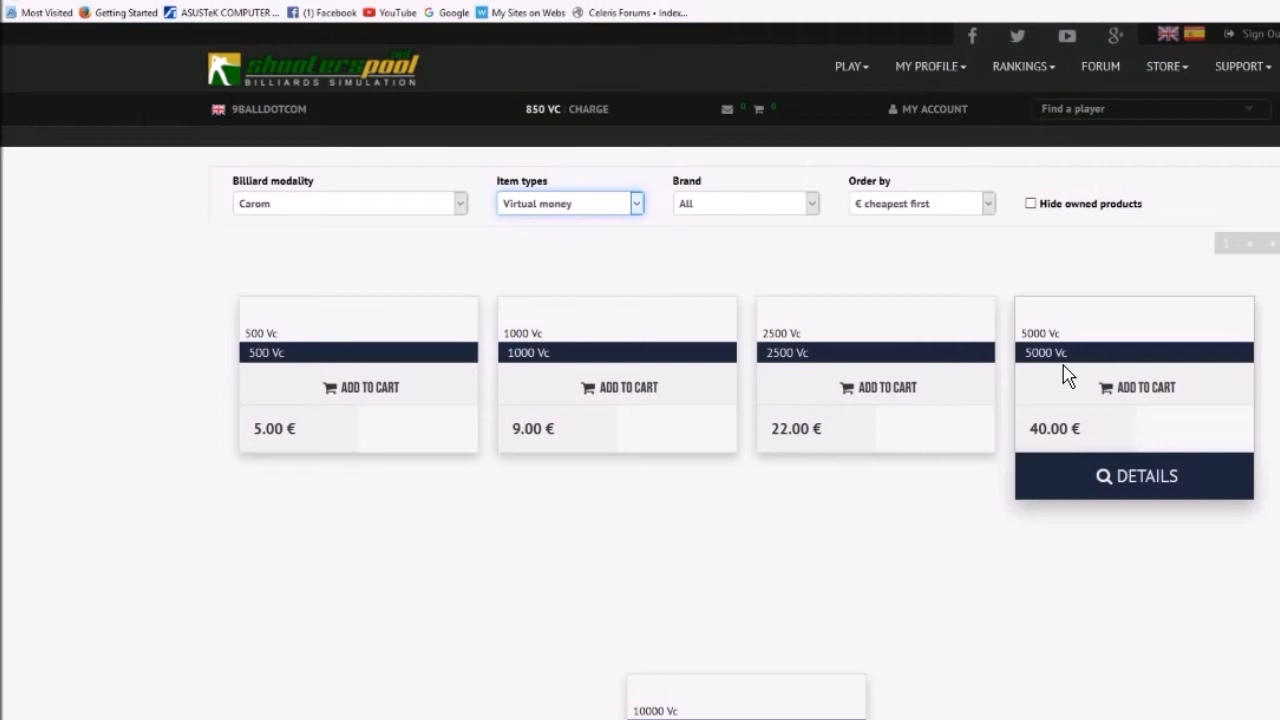 Most Visited Getting Started ASUSTeK COMPUTER ... (1) Facebook YouTube Google My Sites on Webs Celeris Forums • Index...
Sign Ou
shooterspool.net
BILLIARDS SIMULATION
PLAY MY PROFILE RANKINGS FORUM STORE SUPPORT
9BALLDOTCOM 850 VC CHARGE 0 0 MY ACCOUNT Find a player
Billiard modality Item types Brand Order by
Carom Virtual money All € cheapest first Hide owned products
1 « »
500 Vc 1000 Vc 2500 Vc 5000 Vc
500 Vc 1000 Vc 2500 Vc 5000 Vc
ADD TO CART ADD TO CART ADD TO CART ADD TO CART
5.00 € 9.00 € 22.00 € 40.00 €
DETAILS
10000 Vc